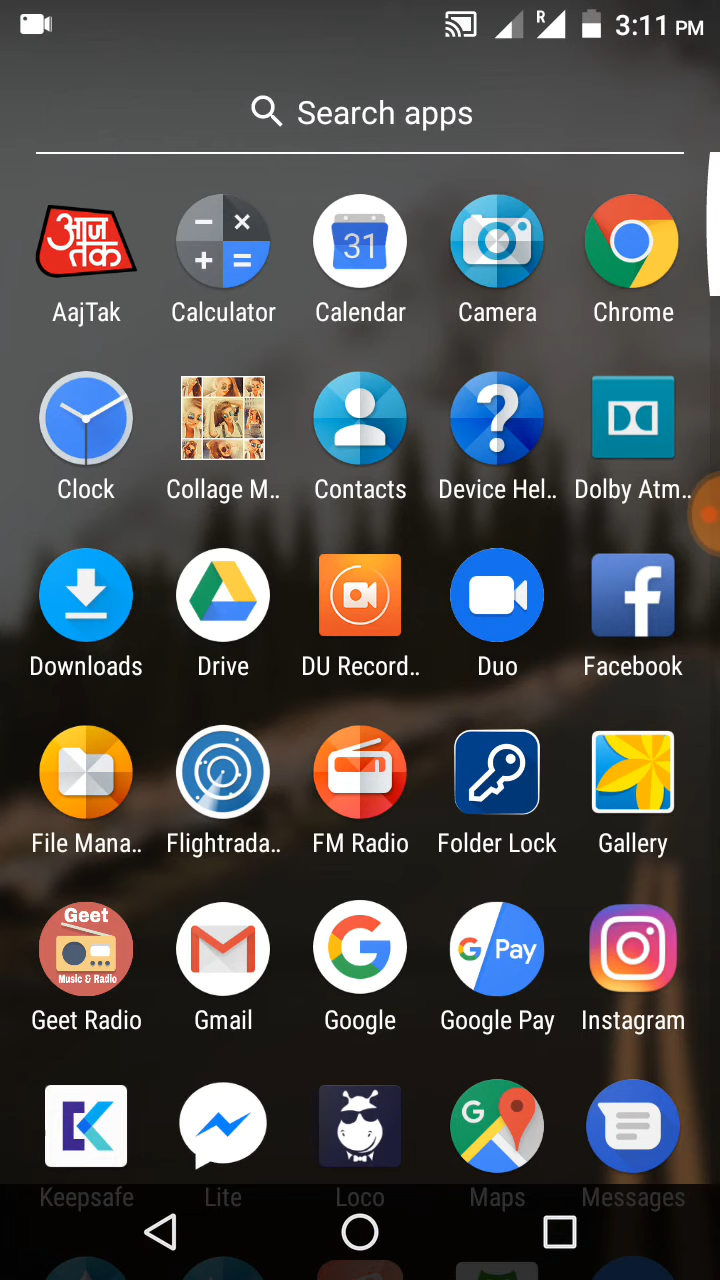 R 3:11 PM
Search apps
आज
तक
31
AajTak Calculator Calendar Camera Chrome
Clock Collage M.. Contacts Device Hel.. Dolby Atm..
Downloads Drive DU Record.. Duo Facebook
File Mana.. Flightrada.. FM Radio Folder Lock Gallery
Geet
Music & Radio
G Pay
Geet Radio Gmail Google Google Pay Instagram
G
Keepsafe Lite Loco Maps Messages